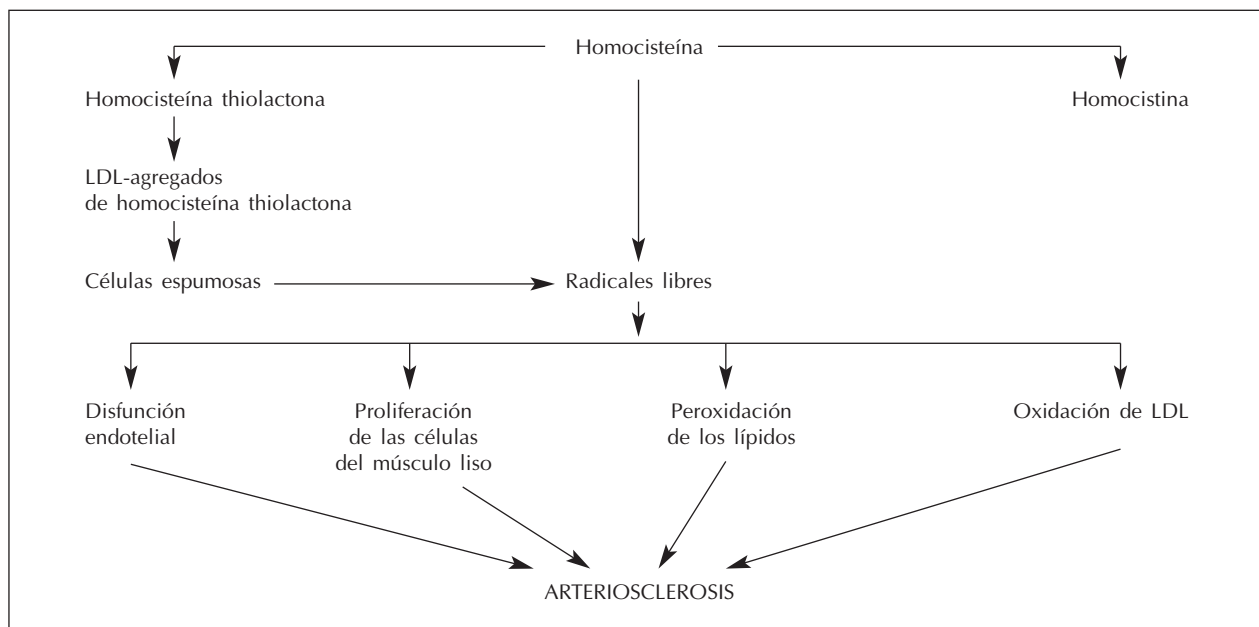 Homocisteína
Homocisteína thiolactona
Homocistina
LDL-agregados
de homocisteína thiolactona
Células espumosas
Radicales libres
Disfunción
endotelial
Proliferación
de las células
del músculo liso
Peroxidación
de los lípidos
Oxidación de LDL
ARTERIOSCLEROSIS